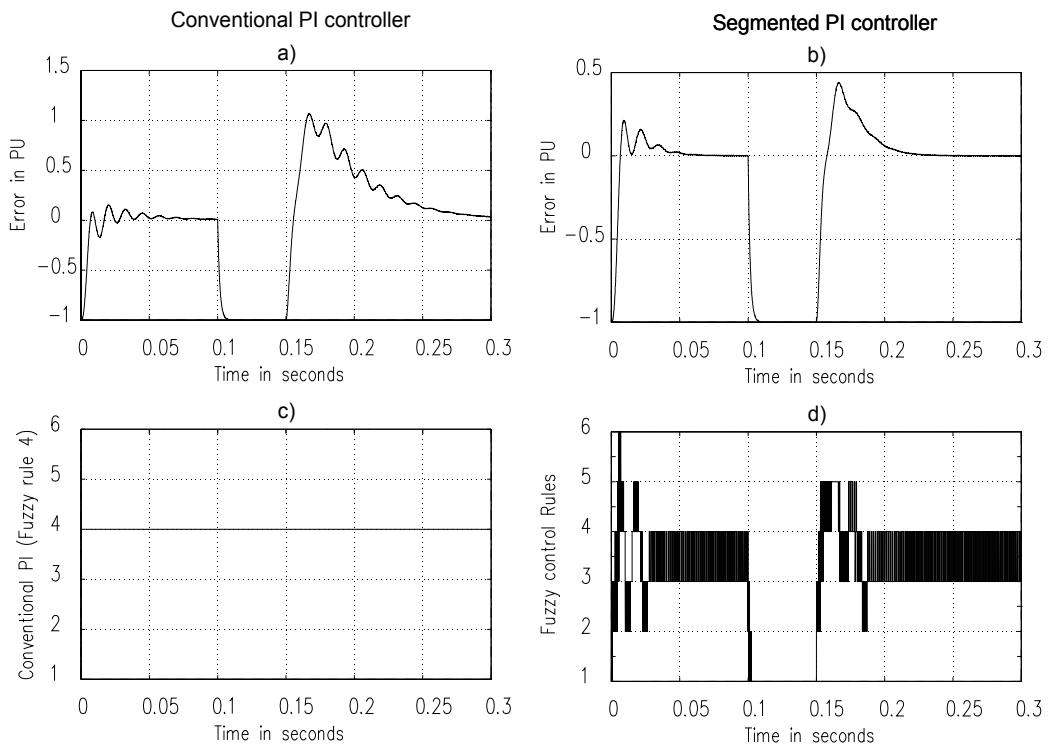 Conventional PI controller
Segmented PI controller
a)
1.5
1
0.5
0
−0.5
−1
Error in PU
0 0.05 0.1 0.15 0.2 0.25 0.3
Time in seconds
b)
0.5
0
−0.5
−1
Error in PU
0 0.05 0.1 0.15 0.2 0.25 0.3
Time in seconds
c)
6
5
4
3
2
1
Conventional PI (Fuzzy rule 4)
0 0.05 0.1 0.15 0.2 0.25 0.3
Time in seconds
d)
6
5
4
3
2
1
Fuzzy control Rules
0 0.05 0.1 0.15 0.2 0.25 0.3
Time in seconds